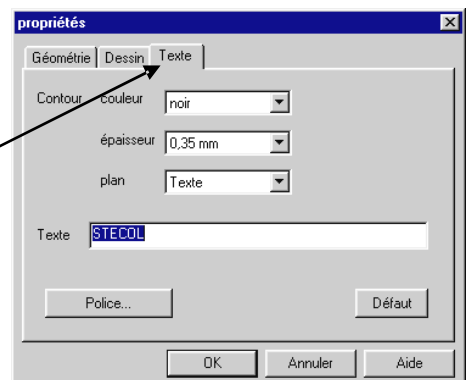 propriétés
Géométrie Dessin Texte
Contour couleur noir
épaisseur 0,35 mm
plan Texte
Texte STECOL
Police... Défaut
OK Annuler Aide